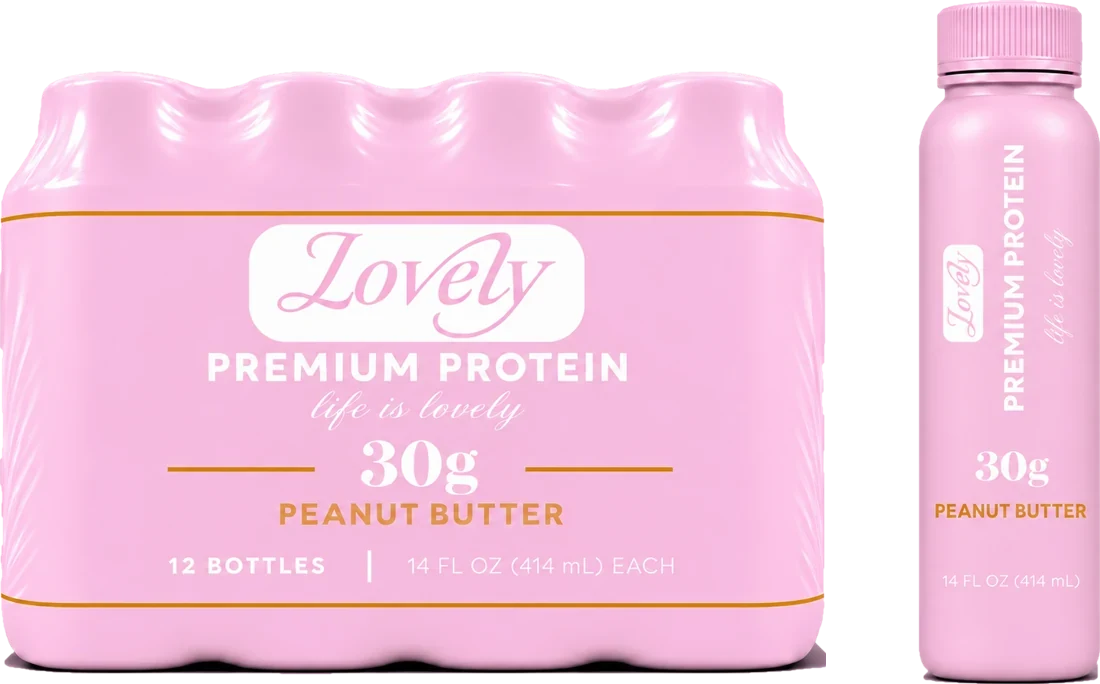 Lovely
PREMIUM PROTEIN
life is lovely
30g
PEANUT BUTTER
12 BOTTLES | 14 FL OZ (414 mL) EACH
Lovely
PREMIUM PROTEIN
life is lovely
30g
PEANUT BUTTER
14 FL OZ (414 mL)